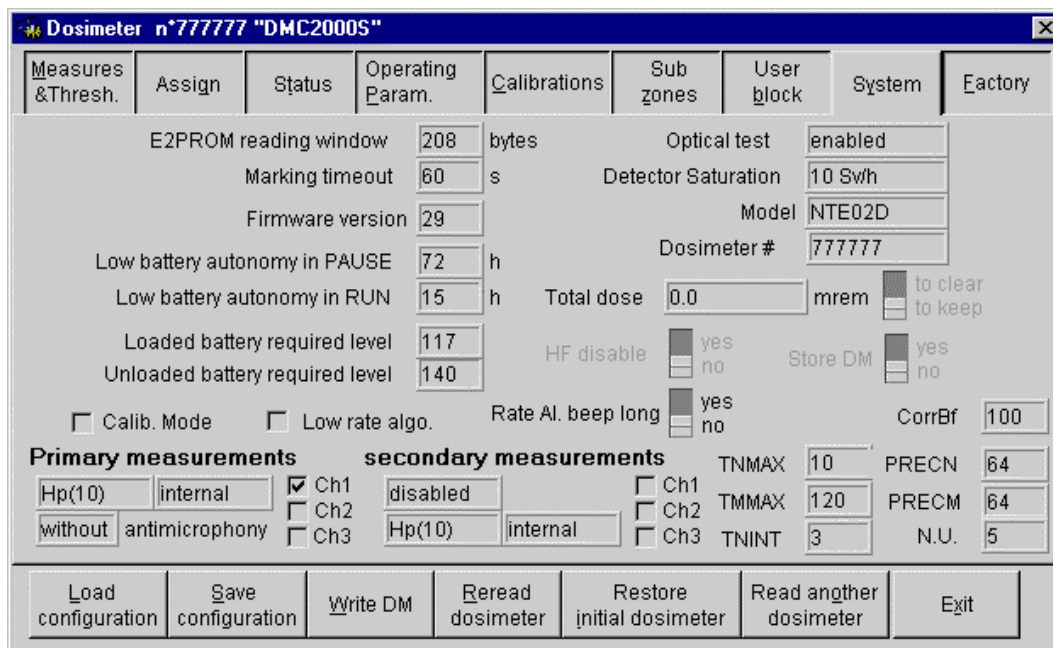 Dosimeter n°777777 "DMC2000S"
Measures &Thresh.
Assign
Status
Operating Param.
Calibrations
Sub zones
User block
System
Factory
E2PROM reading window 208 bytes Optical test enabled
Marking timeout 60 s Detector Saturation 10 Sv/h
Firmware version 29 Model NTE02D
Dosimeter # 777777
Low battery autonomy in PAUSE 72 h
Low battery autonomy in RUN 15 h Total dose 0.0 mrem to clear to keep
Loaded battery required level 117 HF disable yes no Store DM yes no
Unloaded battery required level 140
Calib. Mode Low rate algo. Rate Al. beep long yes no CorrBf 100
Primary measurements secondary measurements
Hp(10) internal Ch1 disabled Ch1 TNMAX 10 PRECN 64
Ch2 Ch2 TMMAX 120 PRECM 64
without antimicrophony Ch3 Hp(10) internal Ch3 TNINT 3 N.U. 5
Load configuration
Save configuration
Write DM
Reread dosimeter
Restore initial dosimeter
Read another dosimeter
Exit